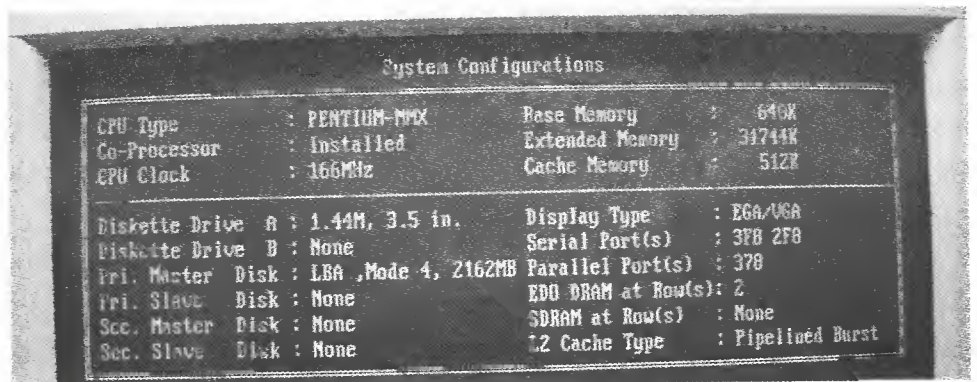 System Configurations
CPU Type : PENTIUM-MMX Base Memory : 640K
Co-Processor : Installed Extended Memory : 31744K
CPU Clock : 166MHz Cache Memory : 512K
Diskette Drive A : 1.44M, 3.5 in. Display Type : EGA/VGA
Diskette Drive B : None Serial Port(s) : 3F8 2F8
Pri. Master Disk : LBA ,Mode 4, 2162MB Parallel Port(s) : 378
Pri. Slave Disk : None EDO DRAM at Row(s): 2
Sec. Master Disk : None SDRAM at Row(s) : None
Sec. Slave Disk : None L2 Cache Type : Pipelined Burst